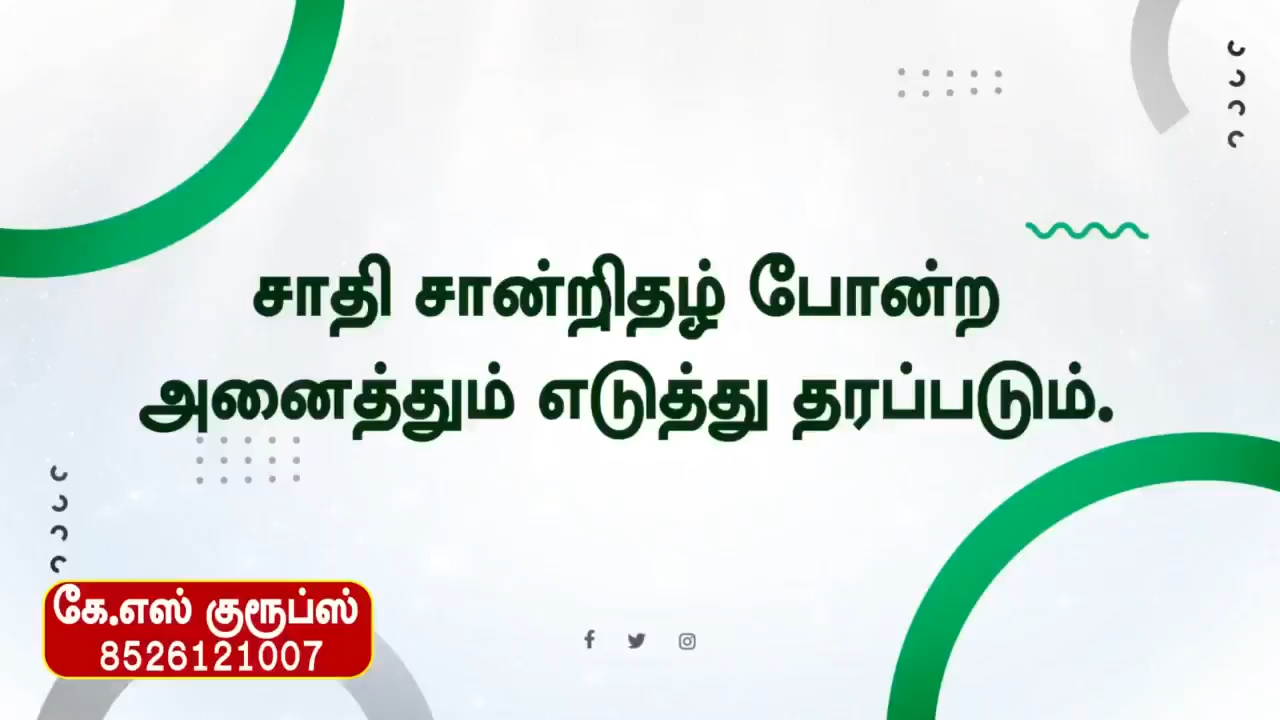 சாதி சான்றிதழ் போன்ற
அனைத்தும் எடுத்து தரப்படும்.
கே.எஸ் குரூப்ஸ்
8526121007